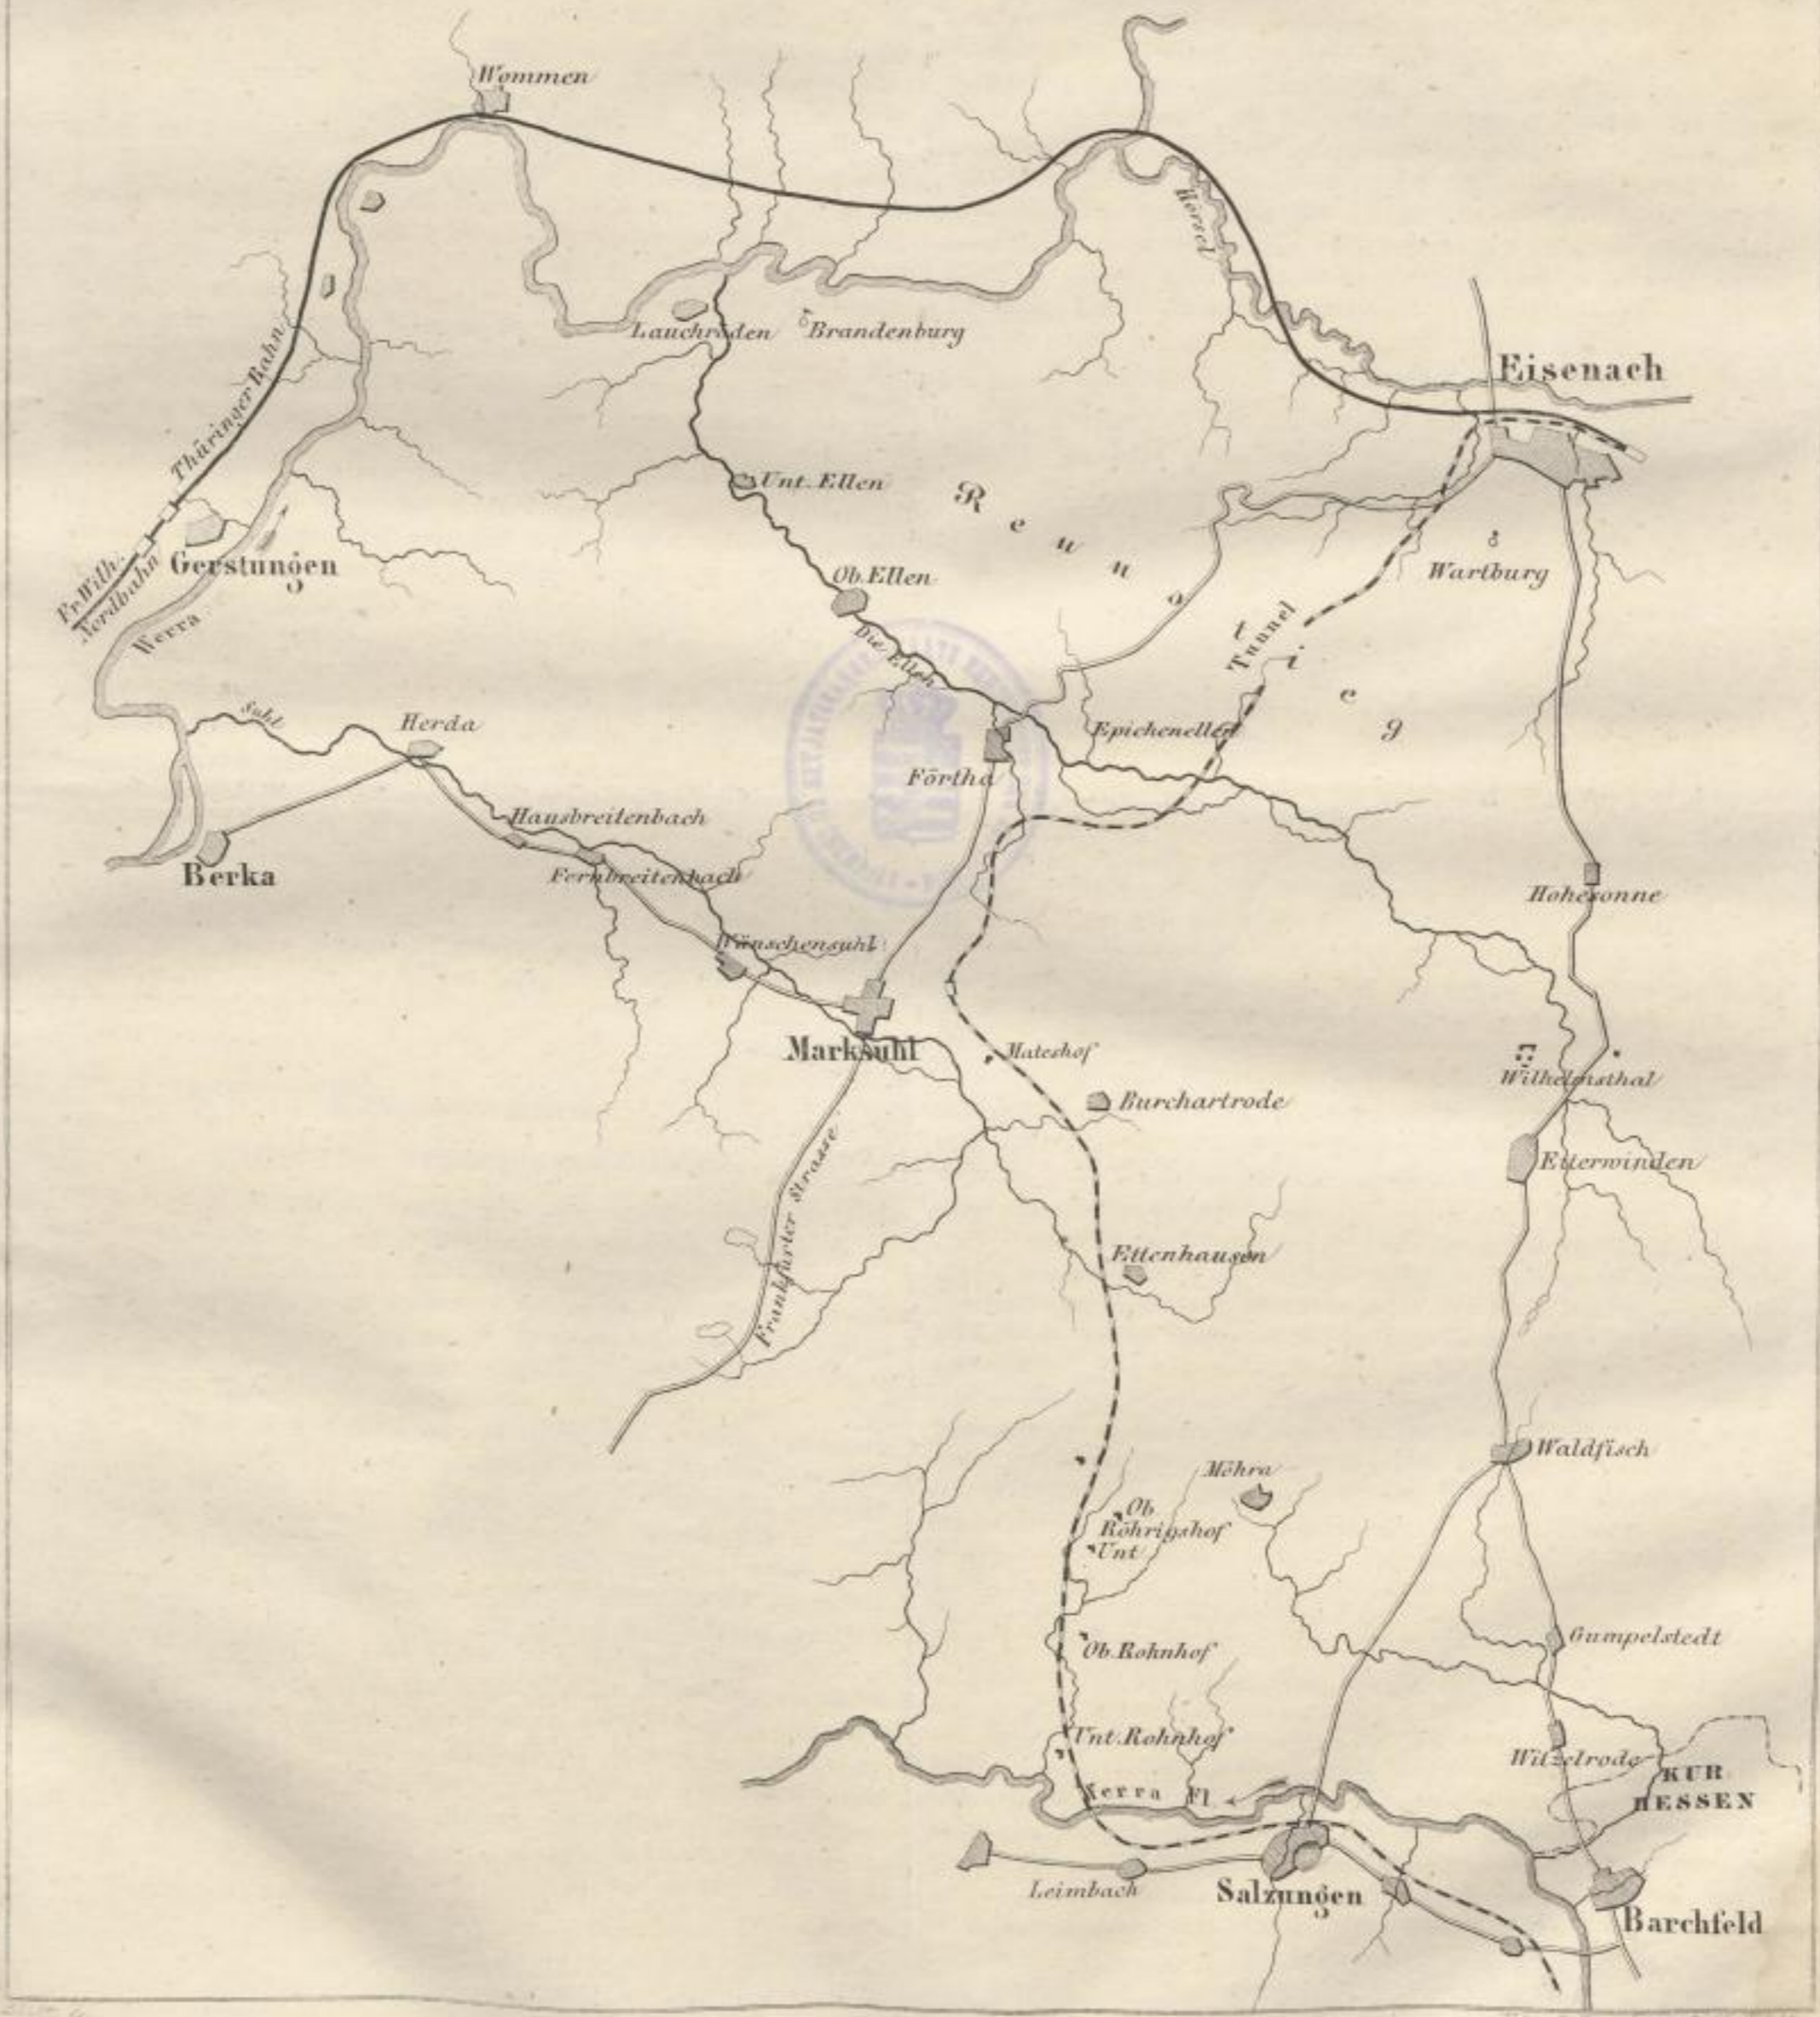 Wommen
Hörsel
Lauchröden
Brandenburg
Eisenach
Thüringer Bahn
Unt. Ellen
Reunstieg
Gerstungen
Fr. Wilh.
Nordbahn
Werra
Wartburg
Ob. Ellen
Die Ellen
Tunnel
Suhl
Herda
Epichenellen
Förtha
Hausbreitenbach
Fernbreitenbach
Berka
Hohesonne
Wünschensuhl
Marksuhl
Mateshof
Burchartrode
Wilhelmsthal
Etterwinden
Frankfurter Strasse
Ettenhausen
Waldfisch
Möhra
Ob
Röhrigshof
Unt
Gumpelstedt
Ob. Rohnhof
Unt. Rohnhof
Witzelrode
KUR
HESSEN
Werra Fl
Leimbach
Salzungen
Barchfeld